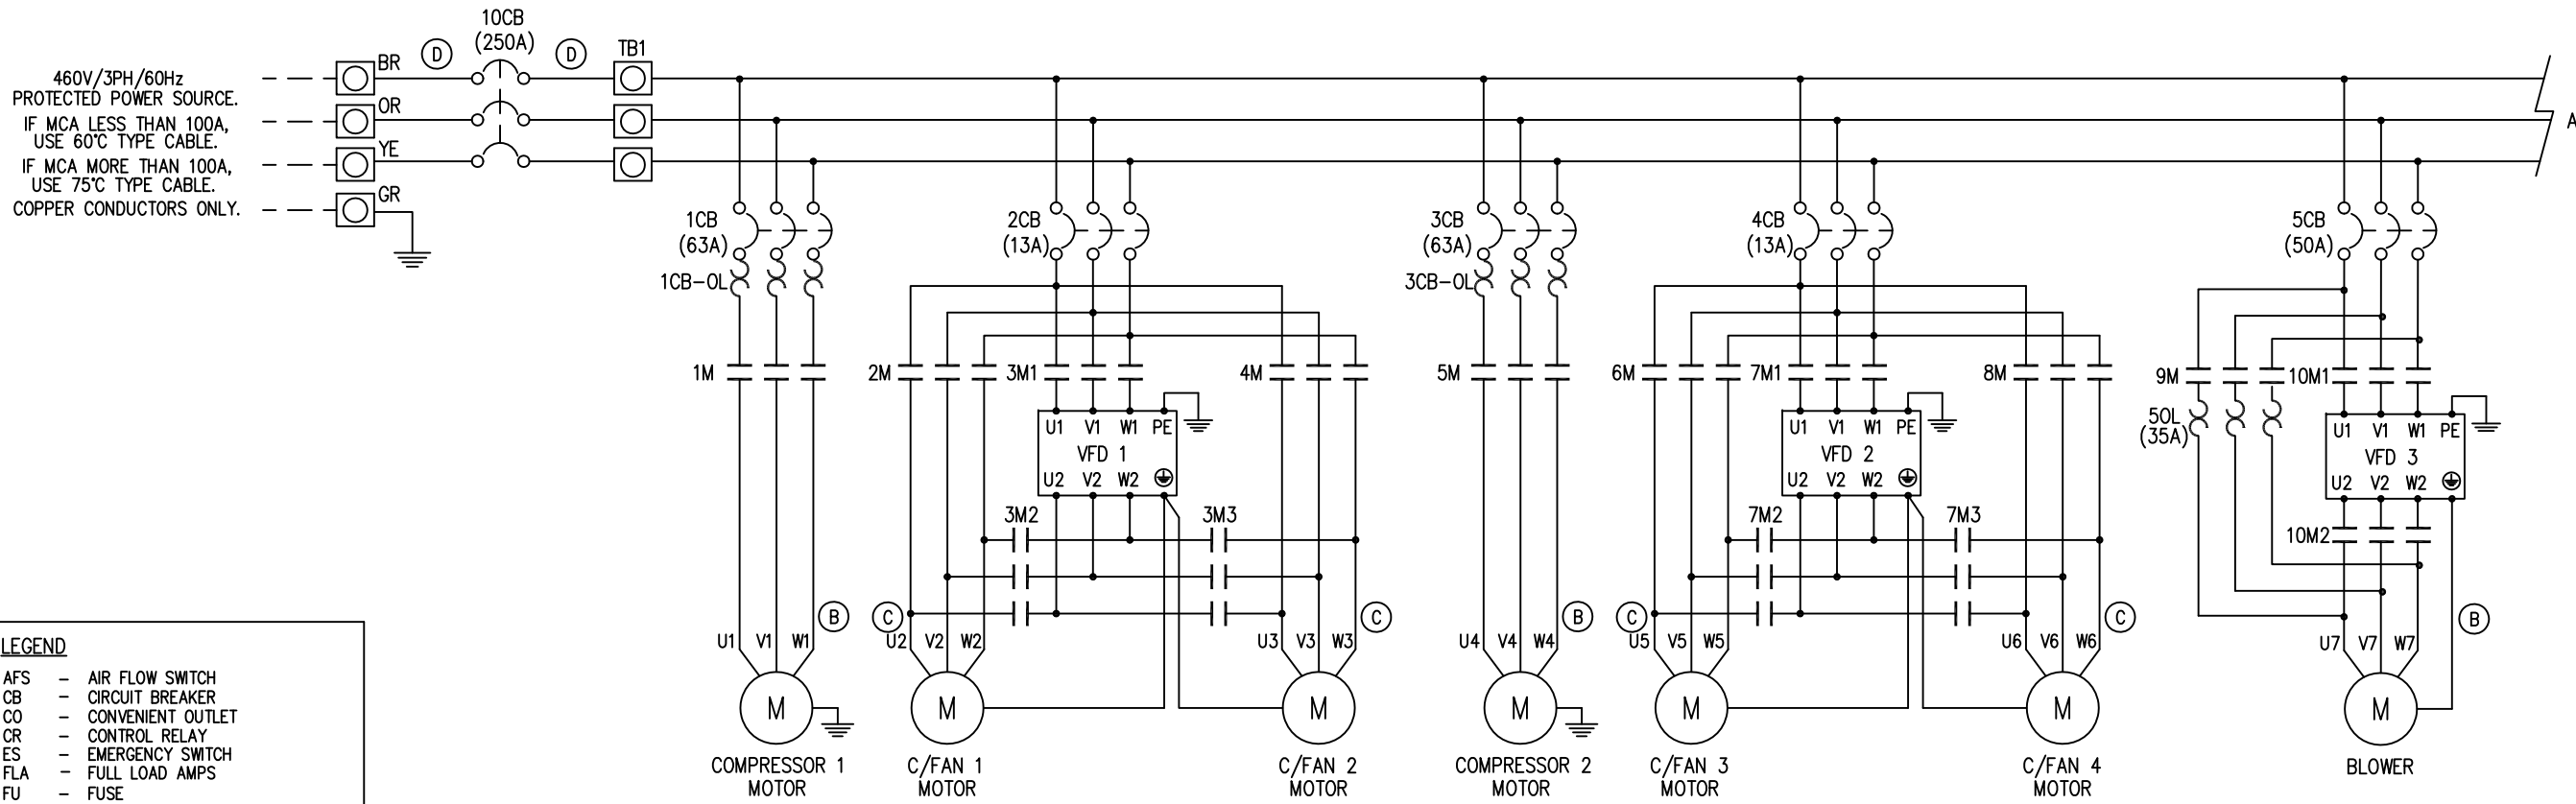 10CB
(250A)
D
D
TB1
BR
OR
YE
GR
460V/3PH/60Hz
PROTECTED POWER SOURCE.
IF MCA LESS THAN 100A,
USE 60°C TYPE CABLE.
IF MCA MORE THAN 100A,
USE 75°C TYPE CABLE.
COPPER CONDUCTORS ONLY.
A
1CB
(63A)
1CB-OL
2CB
(13A)
3CB
(63A)
3CB-OL
4CB
(13A)
5CB
(50A)
1M
2M
3M1
4M
5M
6M
7M1
8M
9M
10M1
5OL
(35A)
U1 V1 W1 PE
VFD 1
U2 V2 W2
U1 V1 W1 PE
VFD 2
U2 V2 W2
U1 V1 W1 PE
VFD 3
U2 V2 W2
3M2
3M3
7M2
7M3
10M2
B
C
C
B
C
C
B
U1 V1 W1
U2 V2 W2
U3 V3 W3
U4 V4 W4
U5 V5 W5
U6 V6 W6
U7 V7 W7
M
M
M
M
M
M
M
COMPRESSOR 1
MOTOR
C/FAN 1
MOTOR
C/FAN 2
MOTOR
COMPRESSOR 2
MOTOR
C/FAN 3
MOTOR
C/FAN 4
MOTOR
BLOWER
LEGEND
AFS - AIR FLOW SWITCH
CB - CIRCUIT BREAKER
CO - CONVENIENT OUTLET
CR - CONTROL RELAY
ES - EMERGENCY SWITCH
FLA - FULL LOAD AMPS
FU - FUSE